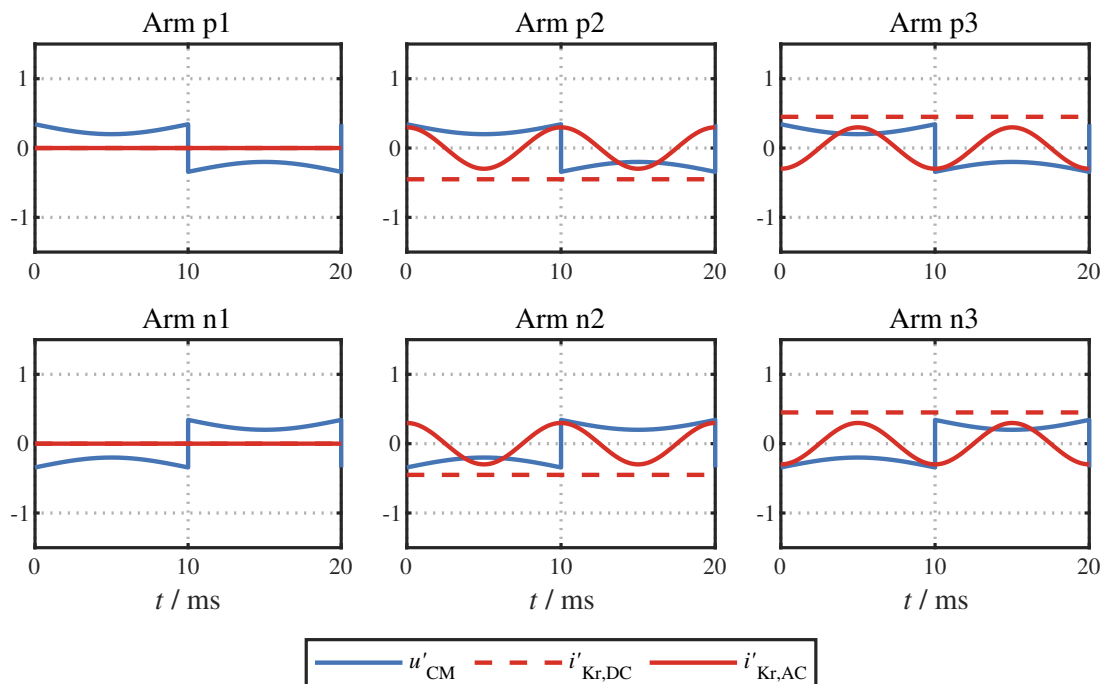 Arm p1 Arm p2 Arm p3
1 1 1
0 0 0
-1 -1 -1
0 10 20 0 10 20 0 10 20
Arm n1 Arm n2 Arm n3
1 1 1
0 0 0
-1 -1 -1
0 10 20 0 10 20 0 10 20
t / ms t / ms t / ms
u′CM i′Kr,DC i′Kr,AC